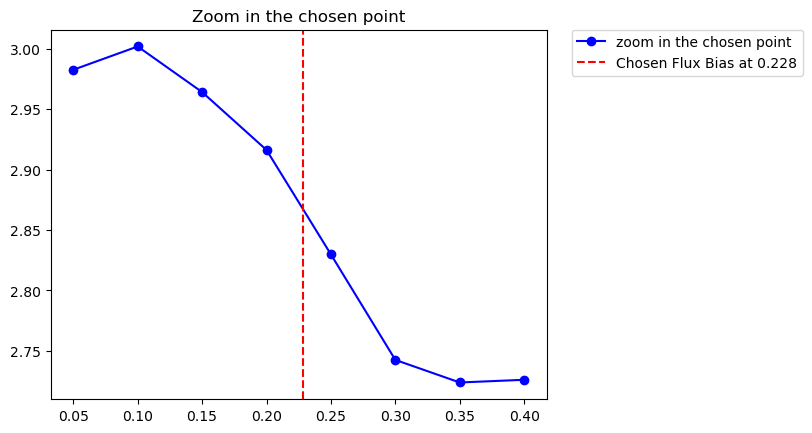 Zoom in the chosen point
zoom in the chosen point
Chosen Flux Bias at 0.228
3.00
2.95
2.90
2.85
2.80
2.75
0.05 0.10 0.15 0.20 0.25 0.30 0.35 0.40